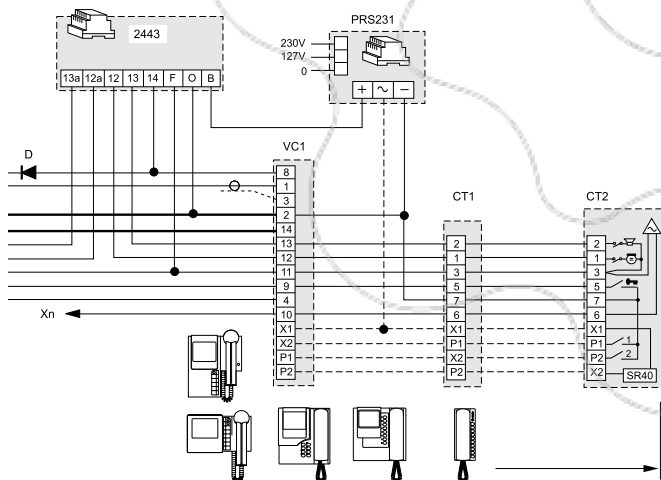 PRS231
2443
230V
127V
0
13a 12a 12 13 14 F O B
+ ~ −
D
VC1
CT1
CT2
8
1
3
2
14
13 2 2
12 1 1
11 3 3
9 5 5
4 7 7
10 6 6
Xn
X1 X1 X1
X2 P1 P1 1
P1 X2 P2 2
P2 P2 X2 SR40